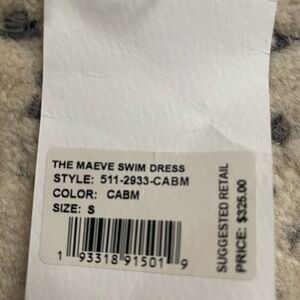 THE MAEVE SWIM DRESS
STYLE: 511-2933-CABM
COLOR: CABM
SIZE: S
1 93318 91501 9
SUGGESTED RETAIL
PRICE: $325.00